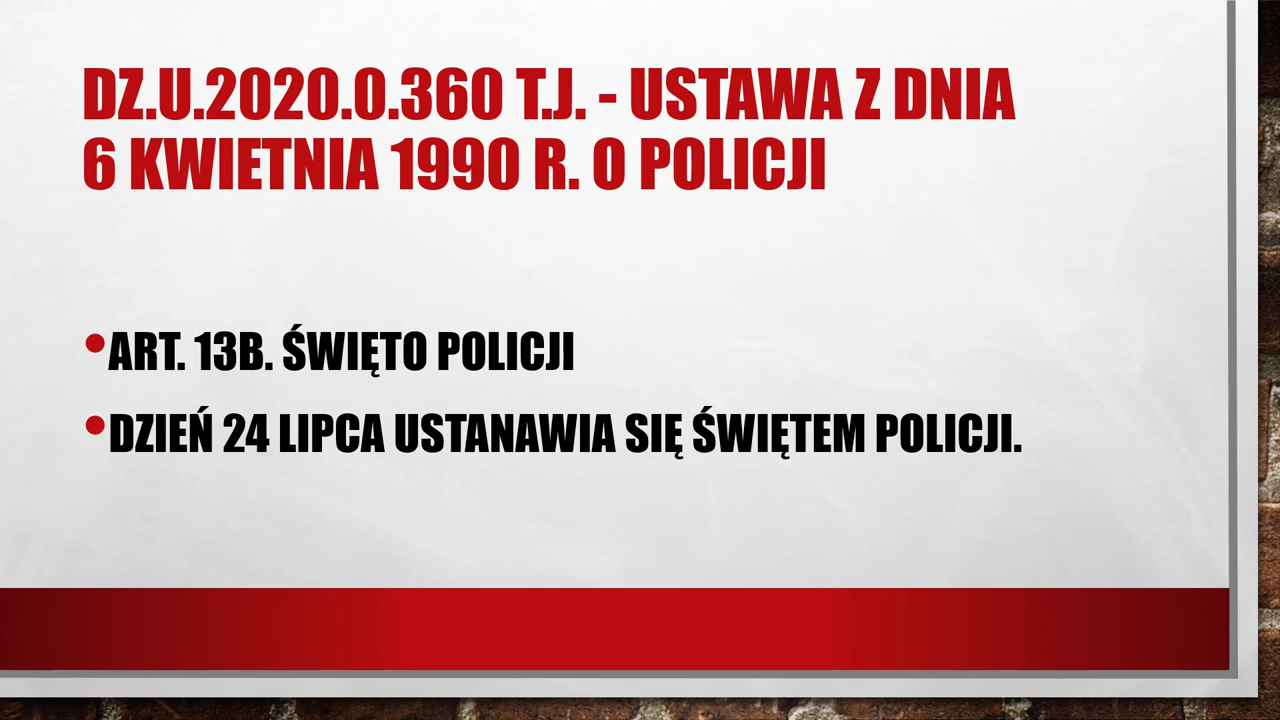 DZ.U.2020.0.360 T.J. - USTAWA Z DNIA
6 KWIETNIA 1990 R. O POLICJI
•ART. 13B. ŚWIĘTO POLICJI
•DZIEŃ 24 LIPCA USTANAWIA SIĘ ŚWIĘTEM POLICJI.